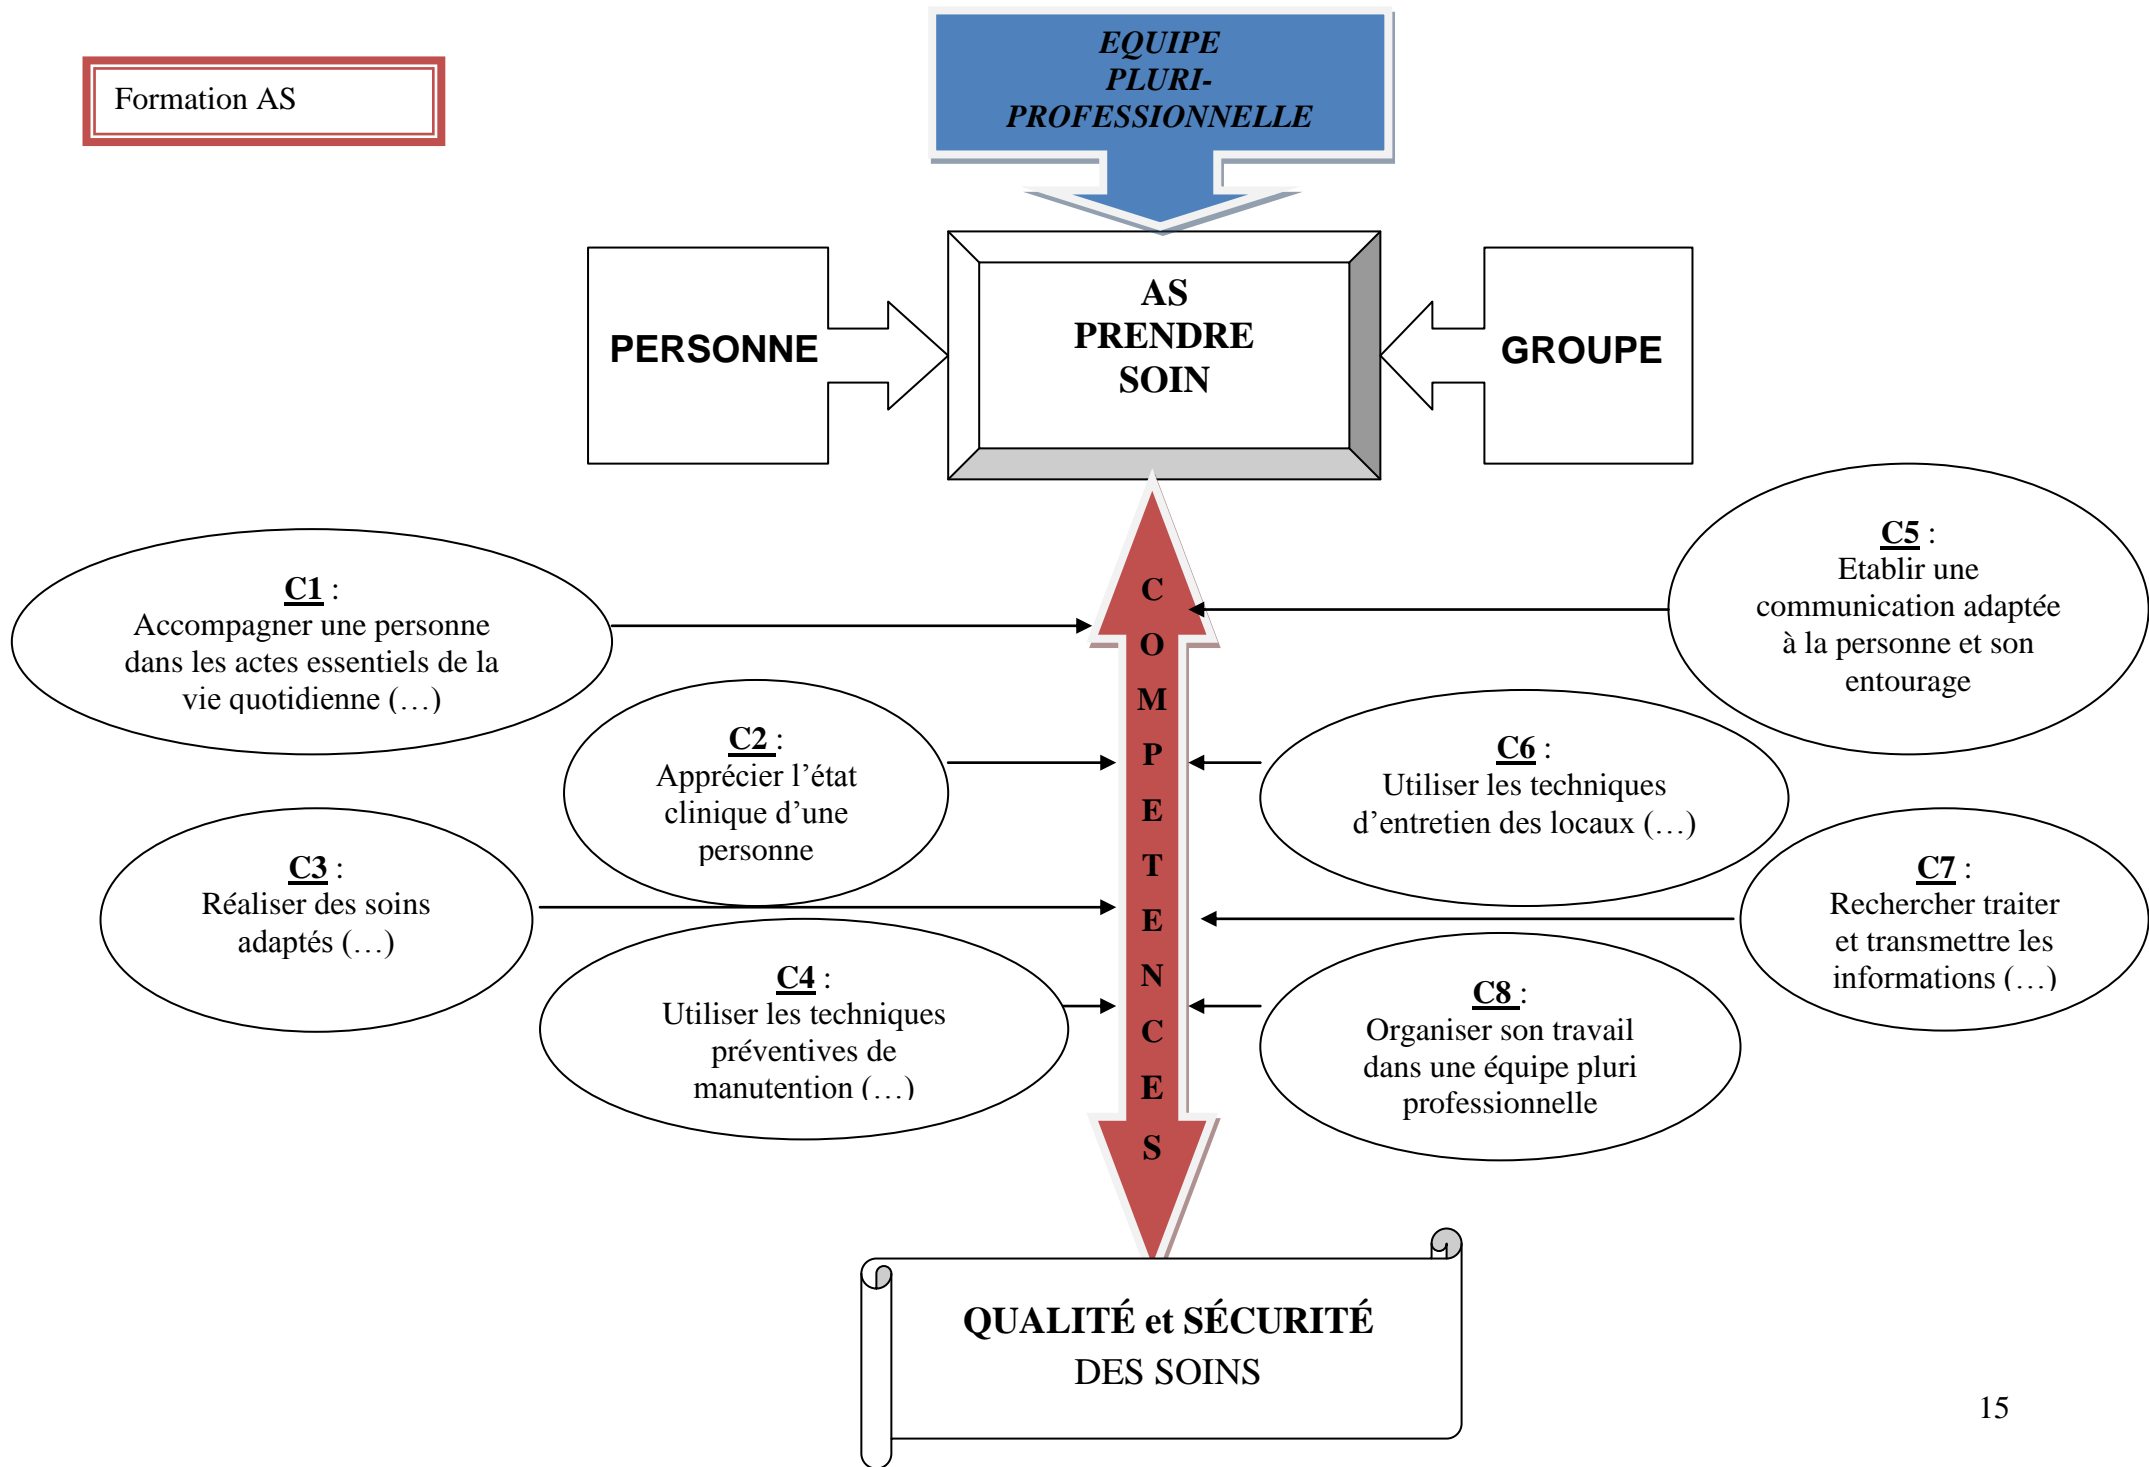 Formation AS
EQUIPE
PLURI-
PROFESSIONNELLE
PERSONNE
AS
PRENDRE
SOIN
GROUPE
C1 :
Accompagner une personne
dans les actes essentiels de la
vie quotidienne (…)
C2 :
Apprécier l’état
clinique d’une
personne
C3 :
Réaliser des soins
adaptés (…)
C4 :
Utiliser les techniques
préventives de
manutention (…)
C
O
M
P
E
T
E
N
C
E
S
C5 :
Etablir une
communication adaptée
à la personne et son
entourage
C6 :
Utiliser les techniques
d’entretien des locaux (…)
C7 :
Rechercher traiter
et transmettre les
informations (…)
C8 :
Organiser son travail
dans une équipe pluri
professionnelle
QUALITÉ et SÉCURITÉ
DES SOINS
15